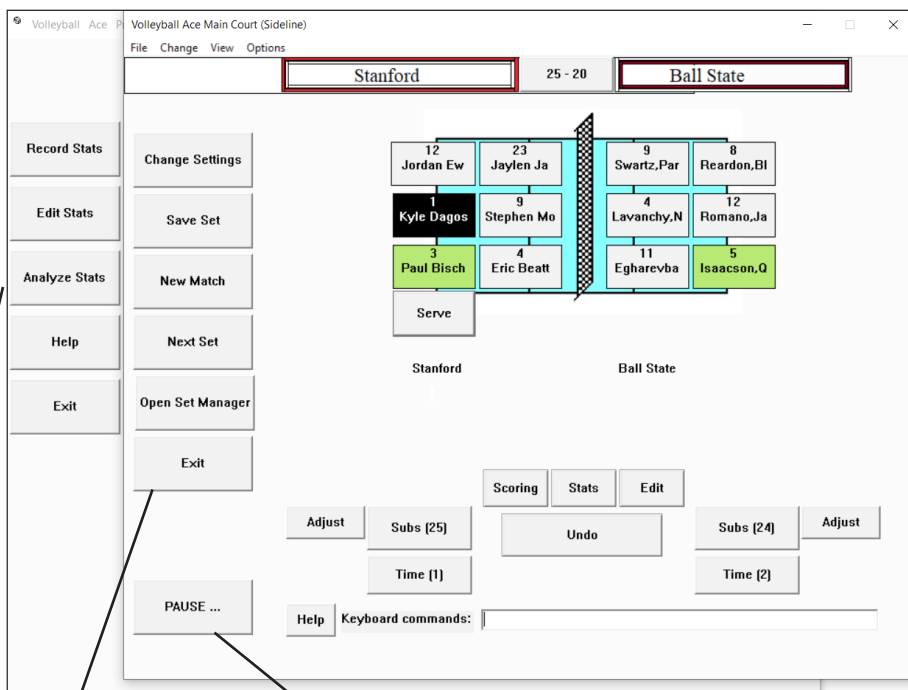 Volleyball Ace P
Volleyball Ace Main Court (Sideline)
File Change View Options
Stanford
25 - 20
Ball State
Record Stats
Edit Stats
Analyze Stats
Help
Exit
Change Settings
Save Set
New Match
Next Set
Open Set Manager
Exit
PAUSE ...
12
Jordan Ew
23
Jaylen Ja
9
Swartz,Par
8
Reardon,Bl
1
Kyle Dagos
9
Stephen Mo
4
Lavanchy,N
12
Romano,Ja
3
Paul Bisch
4
Eric Beatt
11
Egharevba
5
Isaacson,Q
Serve
Stanford
Ball State
Scoring
Stats
Edit
Adjust
Subs (25)
Undo
Subs (24)
Adjust
Time (1)
Time (2)
Help
Keyboard commands: